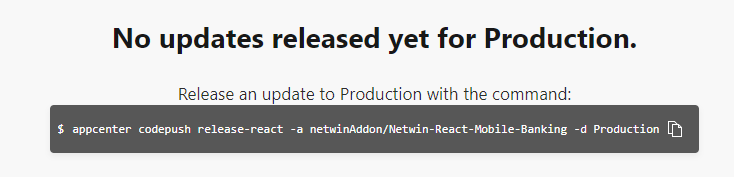 No updates released yet for Production.
Release an update to Production with the command:
$ appcenter codepush release-react -a netwinAddon/Netwin-React-Mobile-Banking -d Production